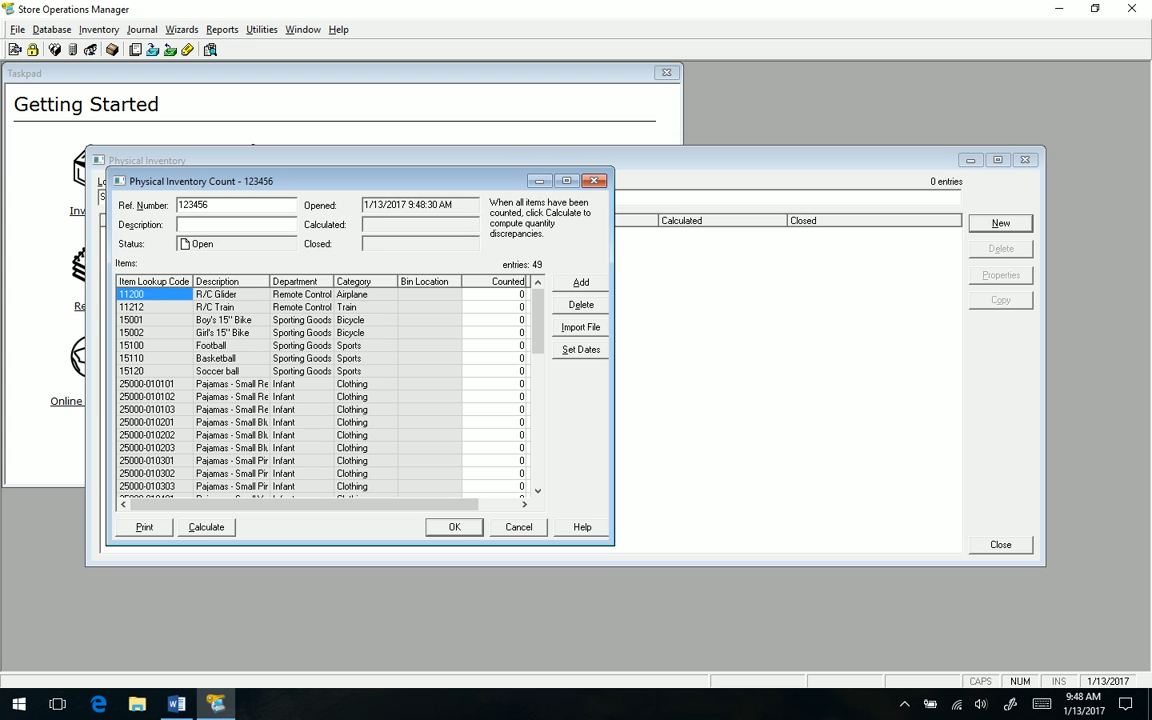 Store Operations Manager
File Database Inventory Journal Wizards Reports Utilities Window Help
Taskpad
Getting Started
Physical Inventory
0 entries
Physical Inventory Count - 123456
Ref. Number: 123456 Opened: 1/13/2017 9:48:30 AM
Description: Calculated:
Status: Open Closed:
When all items have been
counted, click Calculate to
compute quantity
discrepancies.
Items: entries: 49
Calculated Closed
New
Delete
Properties
Copy
Close
Item Lookup Code Description Department Category Bin Location Counted
11200 R/C Glider Remote Control Airplane 0
11212 R/C Train Remote Control Train 0
15001 Boy's 15" Bike Sporting Goods Bicycle 0
15002 Girl's 15" Bike Sporting Goods Bicycle 0
15100 Football Sporting Goods Sports 0
15110 Basketball Sporting Goods Sports 0
15120 Soccer ball Sporting Goods Sports 0
25000-010101 Pajamas - Small Re Infant Clothing 0
25000-010102 Pajamas - Small Re Infant Clothing 0
25000-010103 Pajamas - Small Re Infant Clothing 0
25000-010201 Pajamas - Small Blu Infant Clothing 0
25000-010202 Pajamas - Small Blu Infant Clothing 0
25000-010203 Pajamas - Small Blu Infant Clothing 0
25000-010301 Pajamas - Small Pir Infant Clothing 0
25000-010302 Pajamas - Small Pir Infant Clothing 0
25000-010303 Pajamas - Small Pir Infant Clothing 0
Add
Delete
Import File
Set Dates
Print Calculate OK Cancel Help
Inv
Re
Online
CAPS NUM INS 1/13/2017
9:48 AM
1/13/2017